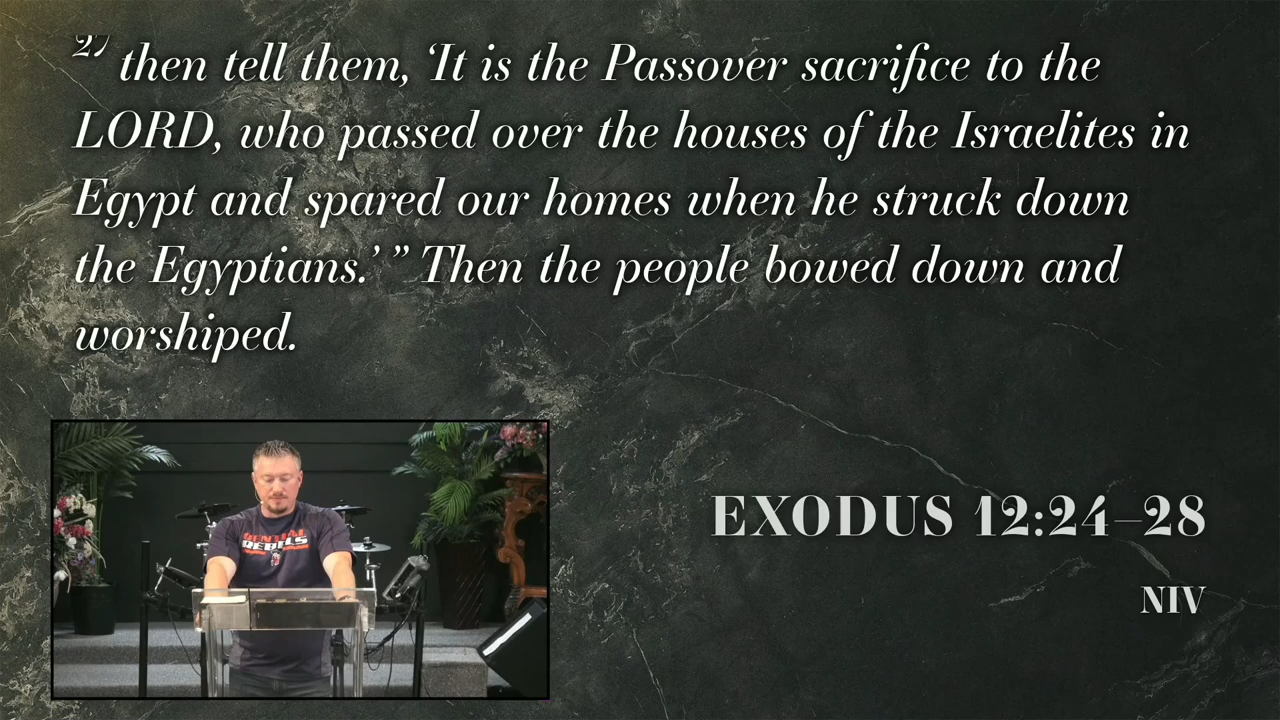 27 then tell them, ‘It is the Passover sacrifice to the
LORD, who passed over the houses of the Israelites in
Egypt and spared our homes when he struck down
the Egyptians.’ ” Then the people bowed down and
worshiped.
CENTRAL
REBELS
EXODUS 12:24–28
NIV